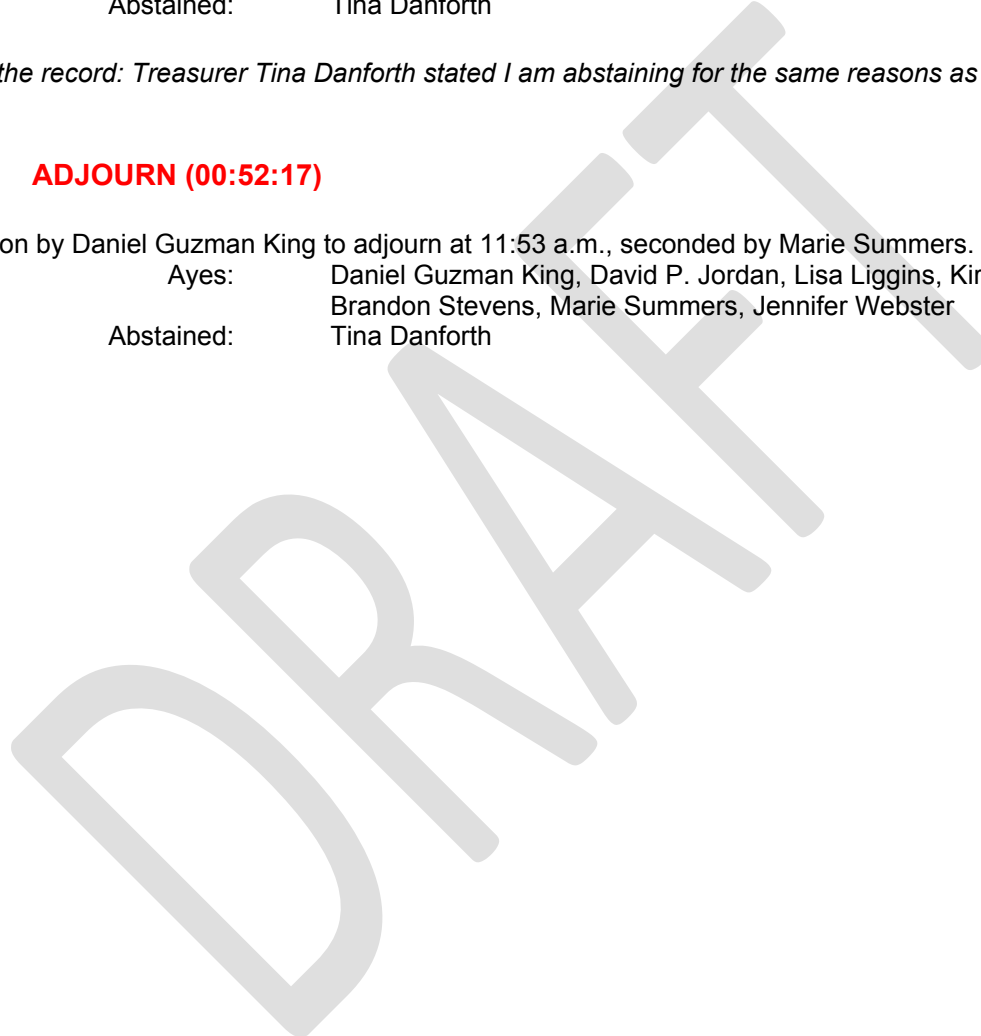 Abstained: Tina Danforth
the record: Treasurer Tina Danforth stated I am abstaining for the same reasons as
ADJOURN (00:52:17)
on by Daniel Guzman King to adjourn at 11:53 a.m., seconded by Marie Summers.
Ayes: Daniel Guzman King, David P. Jordan, Lisa Liggins,
Brandon Stevens, Marie Summers, Jennifer Webster
Abstained: Tina Danforth
DRAFT